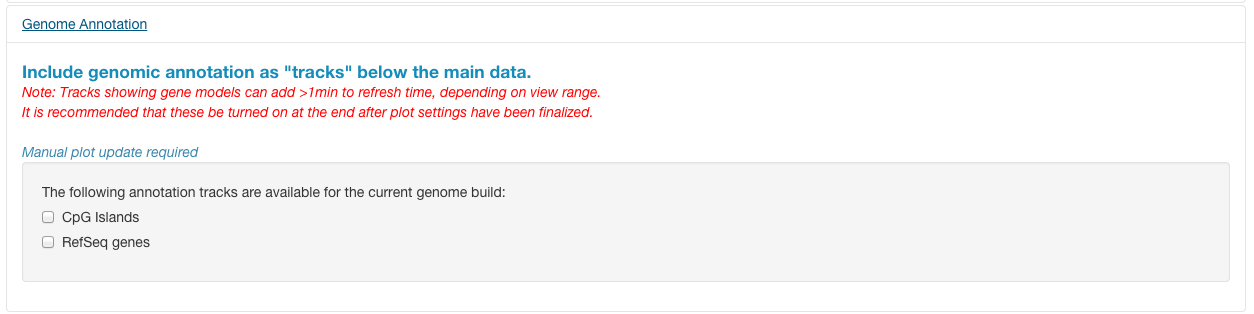 Genome Annotation
Include genomic annotation as "tracks" below the main data.
Note: Tracks showing gene models can add >1min to refresh time, depending on view range.
It is recommended that these be turned on at the end after plot settings have been finalized.
Manual plot update required
The following annotation tracks are available for the current genome build:
CpG Islands
RefSeq genes